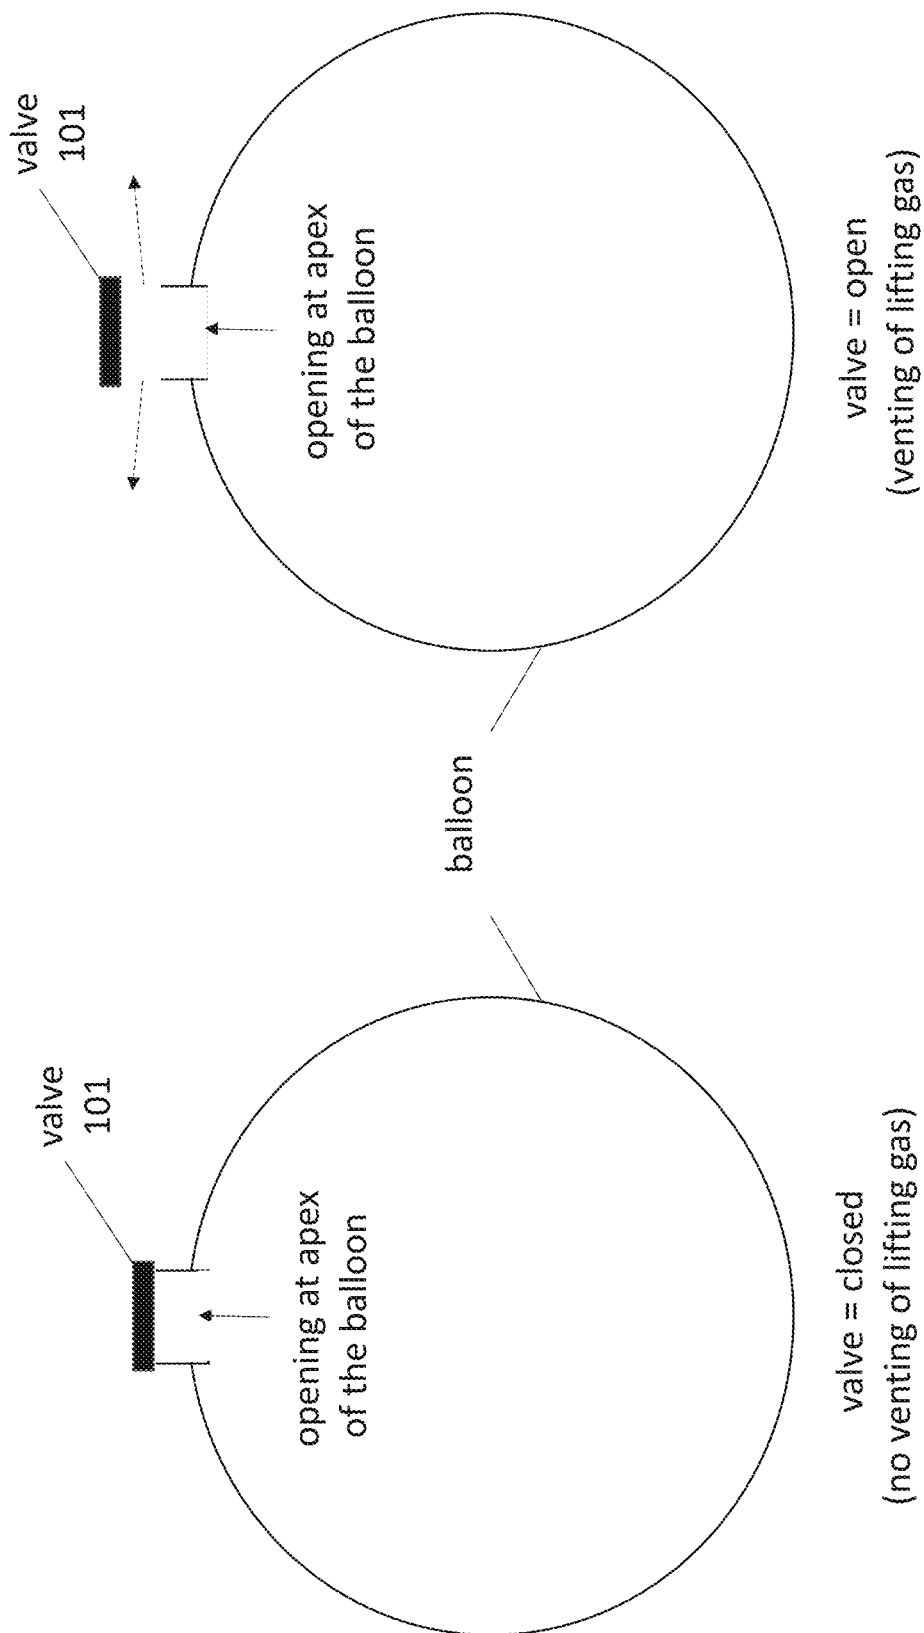 valve
101
opening at apex
of the balloon
valve = closed
(no venting of lifting gas)
balloon
valve
101
opening at apex
of the balloon
valve = open
(venting of lifting gas)